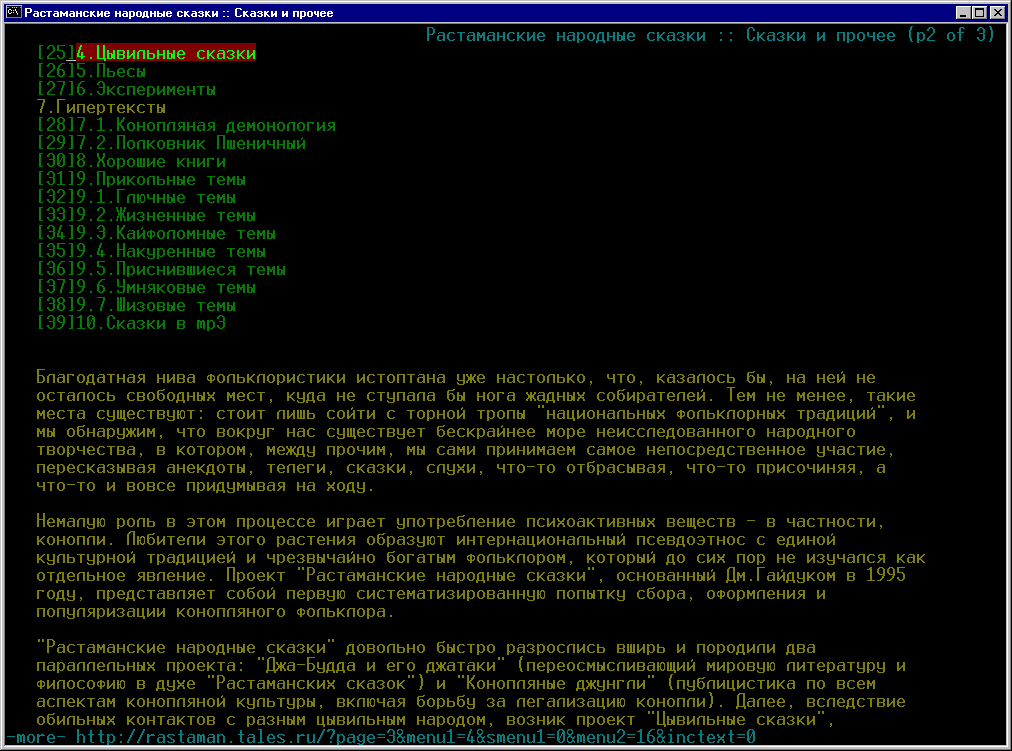 Растаманские народные сказки :: Сказки и прочее
Растаманские народные сказки :: Сказки и прочее (p2 of 3)
[25]_4.Цывильные сказки
[26]5.Пьесы
[27]6.Эксперименты
7.Гипертексты
[28]7.1.Конопляная демонология
[29]7.2.Полковник Пшеничный
[30]8.Хорошие книги
[31]9.Прикольные темы
[32]9.1.Глючные темы
[33]9.2.Жизненные темы
[34]9.3.Кайфоломные темы
[35]9.4.Накуренные темы
[36]9.5.Приснившиеся темы
[37]9.6.Умняковые темы
[38]9.7.Шизовые темы
[39]10.Сказки в mp3
Благодатная нива фольклористики истоптана уже настолько, что, казалось бы, на ней не
осталось свободных мест, куда не ступала бы нога жадных собирателей. Тем не менее, такие
места существуют: стоит лишь сойти с торной тропы "национальных фольклорных традиций", и
мы обнаружим, что вокруг нас существует бескрайнее море неисследованного народного
творчества, в котором, между прочим, мы сами принимаем самое непосредственное участие,
пересказывая анекдоты, телеги, сказки, слухи, что-то отбрасывая, что-то присочиняя, а
что-то и вовсе придумывая на ходу.
Немалую роль в этом процессе играет употребление психоактивных веществ - в частности,
конопли. Любители этого растения образуют интернациональный псевдоэтнос с единой
культурной традицией и чрезвычайно богатым фольклором, который до сих пор не изучался как
отдельное явление. Проект "Растаманские народные сказки", основанный Дм.Гайдуком в 1995
году, представляет собой первую систематизированную попытку сбора, оформления и
популяризации конопляного фольклора.
"Растаманские народные сказки" довольно быстро разрослись вширь и породили два
параллельных проекта: "Джа-Будда и его джатаки" (переосмысливающий мировую литературу и
философию в духе "Растаманских сказок") и "Конопляные джунгли" (публицистика по всем
аспектам конопляной культуры, включая борьбу за легализацию конопли). Далее, вследствие
обильных контактов с разным цывильным народом, возник проект "Цывильные сказки",
-more- http://rastaman.tales.ru/?page=3&menu1=4&smenu1=0&menu2=16&inctext=0